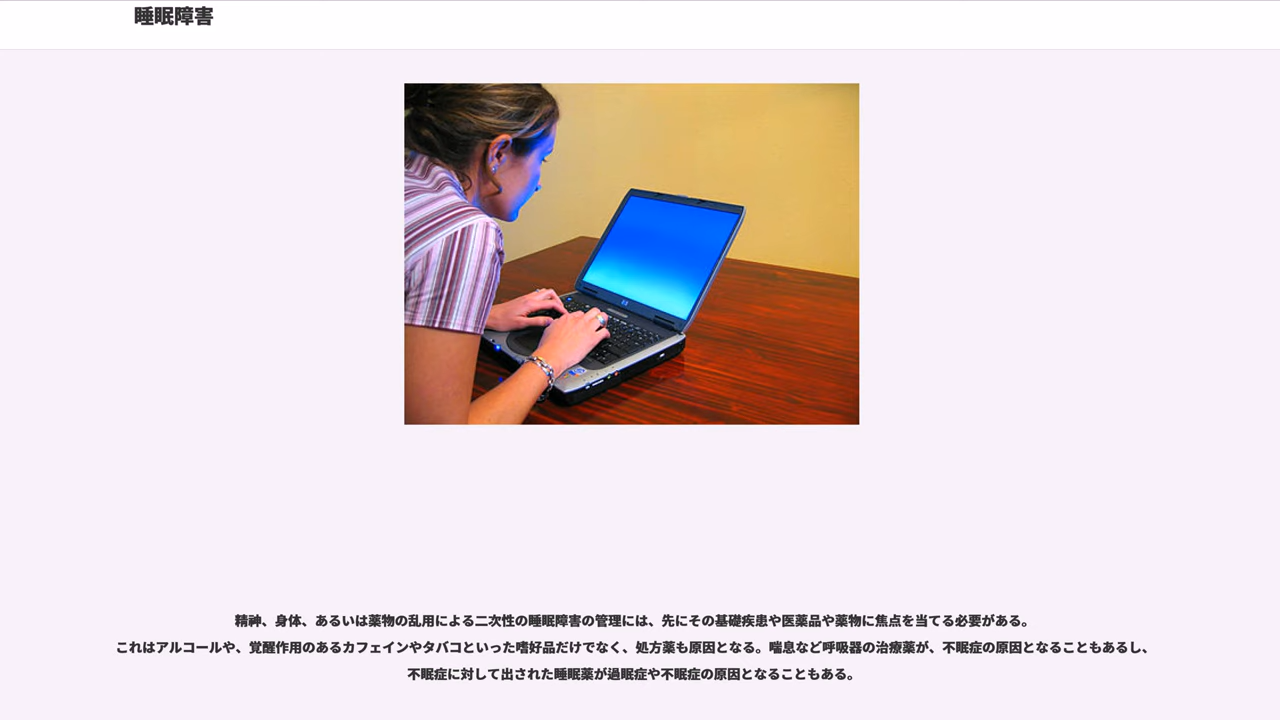 睡眠障害
精神、身体、あるいは薬物の乱用による二次性の睡眠障害の管理には、先にその基礎疾患や医薬品や薬物に焦点を当てる必要がある。
これはアルコールや、覚醒作用のあるカフェインやタバコといった嗜好品だけでなく、処方薬も原因となる。喘息など呼吸器の治療薬が、不眠症の原因となることもあるし、
不眠症に対して出された睡眠薬が過眠症や不眠症の原因となることもある。